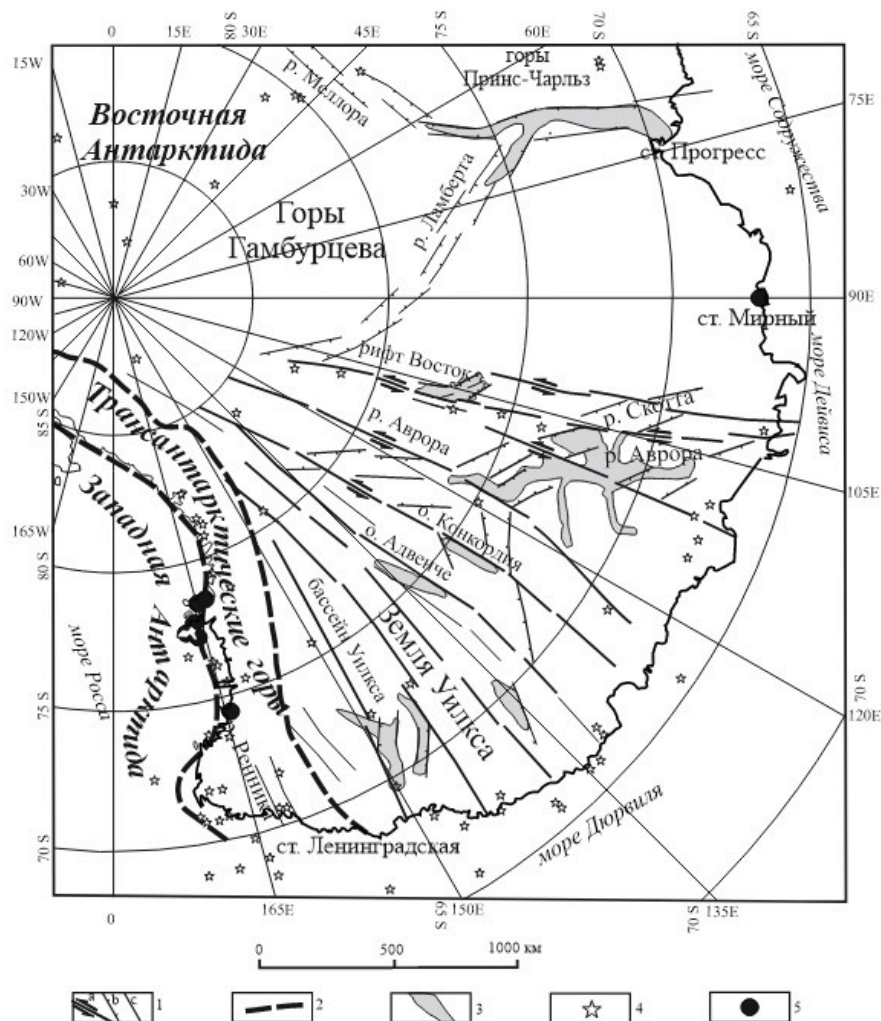 0
15E
80 S
30E
45E
75 S
60E
70 S
65 S
15W
горы
Принс-Чарльз
море Содружества
75E
р. Меллора
Восточная
Антарктида
ст. Прогресс
30W
р. Ламберта
Горы
Гамбурцева
60W
90W
90E
ст. Мирный
120W
рифт Восток
море Дейвиса
150W
85 S
Трансантарктические горы
р. Аврора
р. Скотта
р. Аврора
Западная Антарктида
105E
165W
о. Конкордия
о. Адвенче
80 S
бассейн Уилкса
Земля Уилкса
море Росса
70 S
120E
75 S
Ренник
море Дюрвиля
ст. Ленинградская
70 S
0
165E
65 S
150E
70 S
135E
0
500
1000 км
a
b
c
1
2
3
4
5